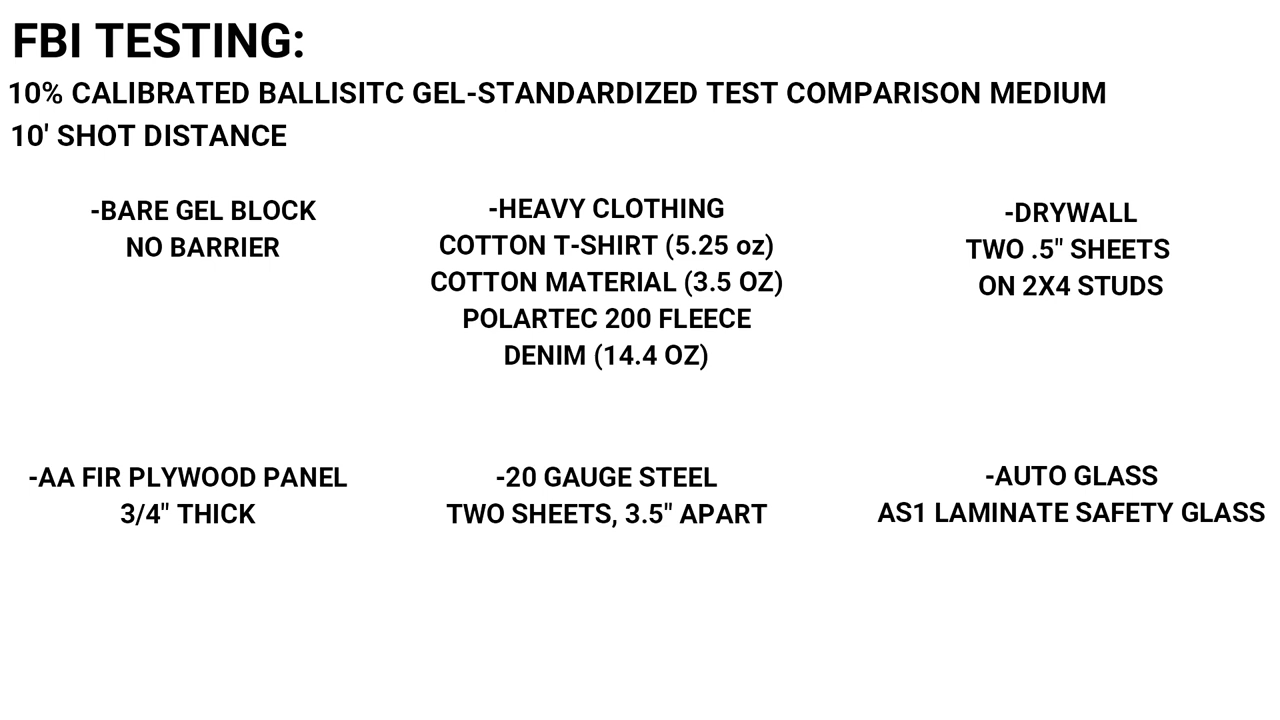 FBI TESTING:
10% CALIBRATED BALLISITC GEL-STANDARDIZED TEST COMPARISON MEDIUM
10' SHOT DISTANCE
-BARE GEL BLOCK
NO BARRIER
-HEAVY CLOTHING
COTTON T-SHIRT (5.25 oz)
COTTON MATERIAL (3.5 OZ)
POLARTEC 200 FLEECE
DENIM (14.4 OZ)
-DRYWALL
TWO .5" SHEETS
ON 2X4 STUDS
-AA FIR PLYWOOD PANEL
3/4" THICK
-20 GAUGE STEEL
TWO SHEETS, 3.5" APART
-AUTO GLASS
AS1 LAMINATE SAFETY GLASS